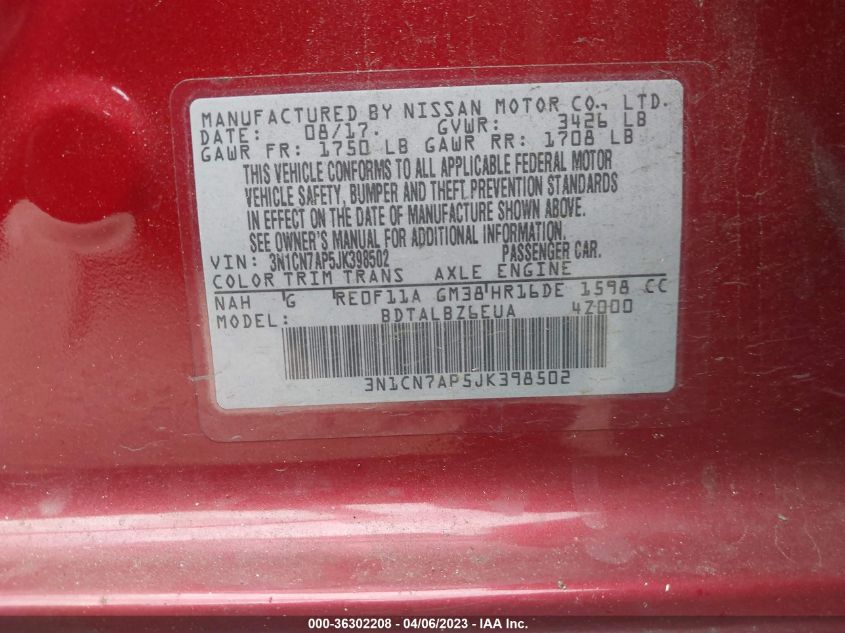 MANUFACTURED BY NISSAN MOTOR CO., LTD.
DATE: 08/17. GVWR: 3426 LB
GAWR FR: 1750 LB GAWR RR: 1708 LB
THIS VEHICLE CONFORMS TO ALL APPLICABLE FEDERAL MOTOR
VEHICLE SAFETY, BUMPER AND THEFT PREVENTION STANDARDS
IN EFFECT ON THE DATE OF MANUFACTURE SHOWN ABOVE.
SEE OWNER'S MANUAL FOR ADDITIONAL INFORMATION.
VIN: 3N1CN7AP5JK398502 PASSENGER CAR.
COLOR TRIM TRANS AXLE ENGINE
NAH G RE0F11A GM38 HR16DE 1598 CC
MODEL: BDTALBZ6EUA 4Z000
3N1CN7AP5JK398502
000-36302208 - 04/06/2023 - IAA Inc.